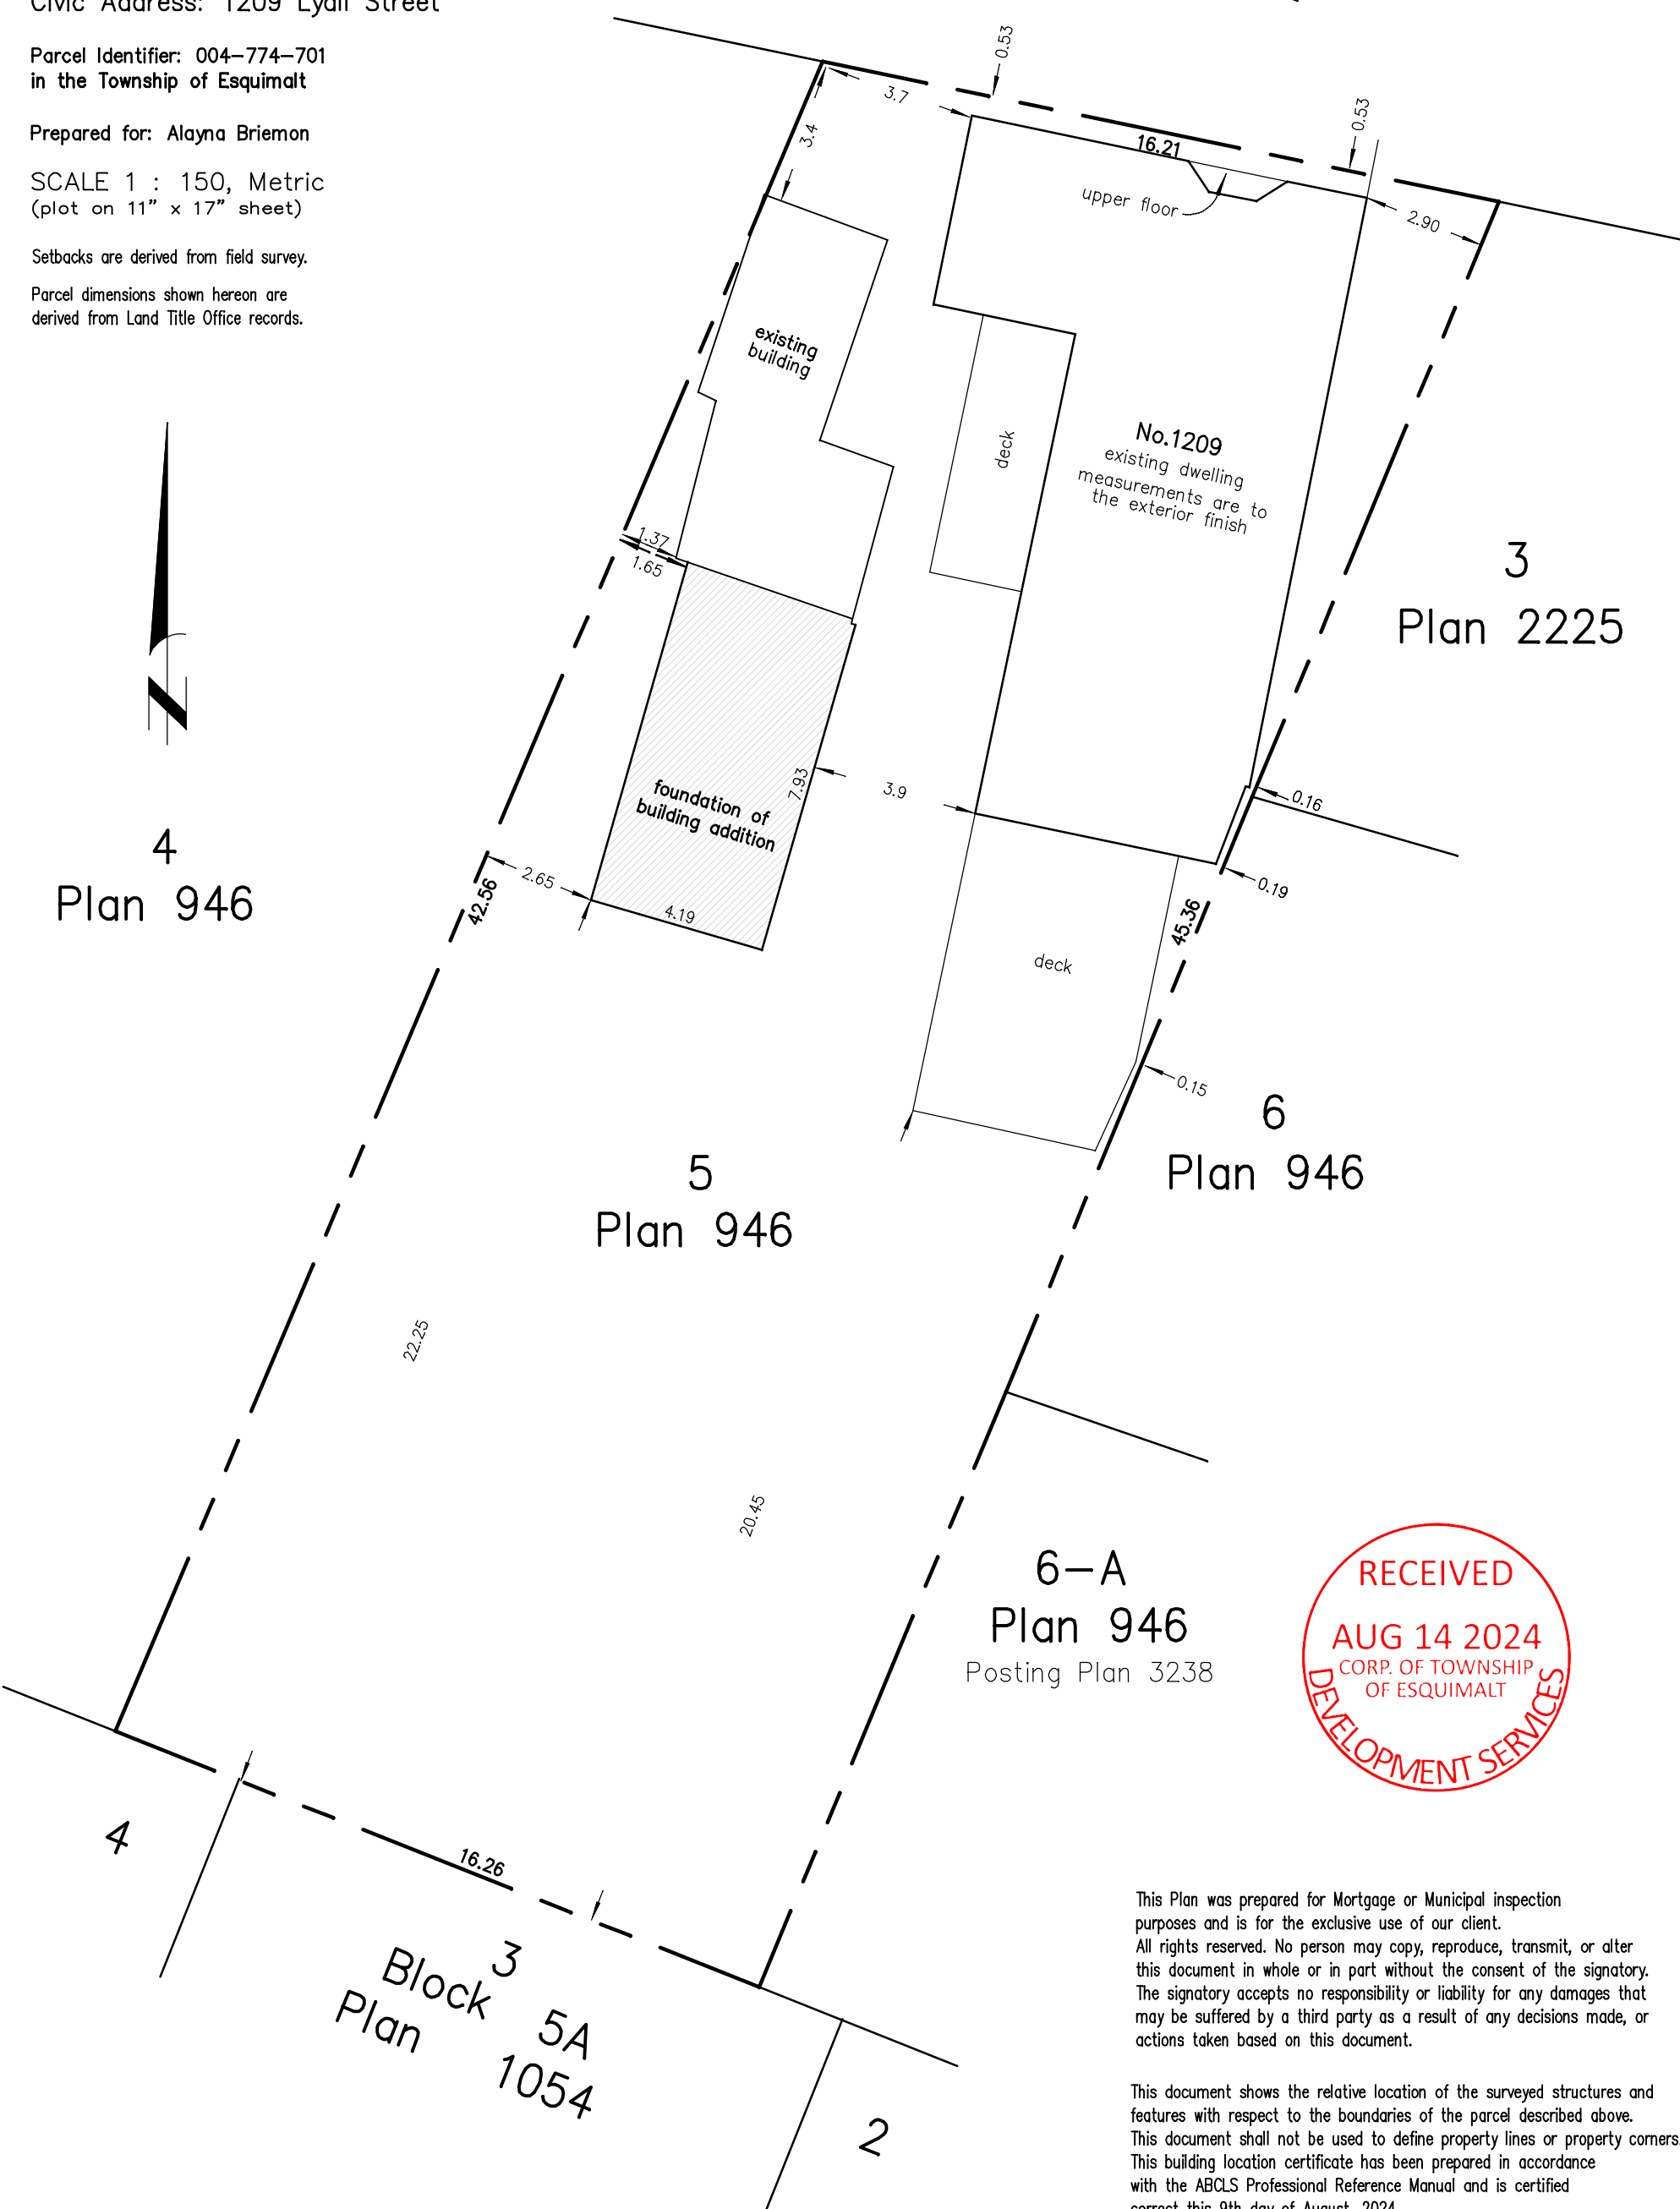 Civic Address: 1209 Lyall Street
Parcel Identifier: 004-774-701
in the Township of Esquimalt
Prepared for: Alayna Briemon
SCALE 1 : 150, Metric
(plot on 11" x 17" sheet)
Setbacks are derived from field survey.
Parcel dimensions shown hereon are
derived from Land Title Office records.
0.53
3.7
3.4
16.21
0.53
upper floor
2.90
existing
building
deck
No.1209
existing dwelling
measurements are to
the exterior finish
1.37
1.65
3
Plan 2225
N
foundation of
building addition
7.93
3.9
0.16
4
Plan 946
2.65
42.56
4.19
0.19
45.36
deck
0.15
6
Plan 946
5
Plan 946
22.25
20.45
6-A
Plan 946
Posting Plan 3238
RECEIVED
AUG 14 2024
CORP. OF TOWNSHIP
OF ESQUIMALT
DEVELOPMENT SERVICES
4
16.26
3
Block 5A
Plan 1054
2
This Plan was prepared for Mortgage or Municipal inspection
purposes and is for the exclusive use of our client.
All rights reserved. No person may copy, reproduce, transmit, or alter
this document in whole or in part without the consent of the signatory.
The signatory accepts no responsibility or liability for any damages that
may be suffered by a third party as a result of any decisions made, or
actions taken based on this document.
This document shows the relative location of the surveyed structures and
features with respect to the boundaries of the parcel described above.
This document shall not be used to define property lines or property corners
This building location certificate has been prepared in accordance
with the ABCLS Professional Reference Manual and is certified
correct this 9th day of August, 2024